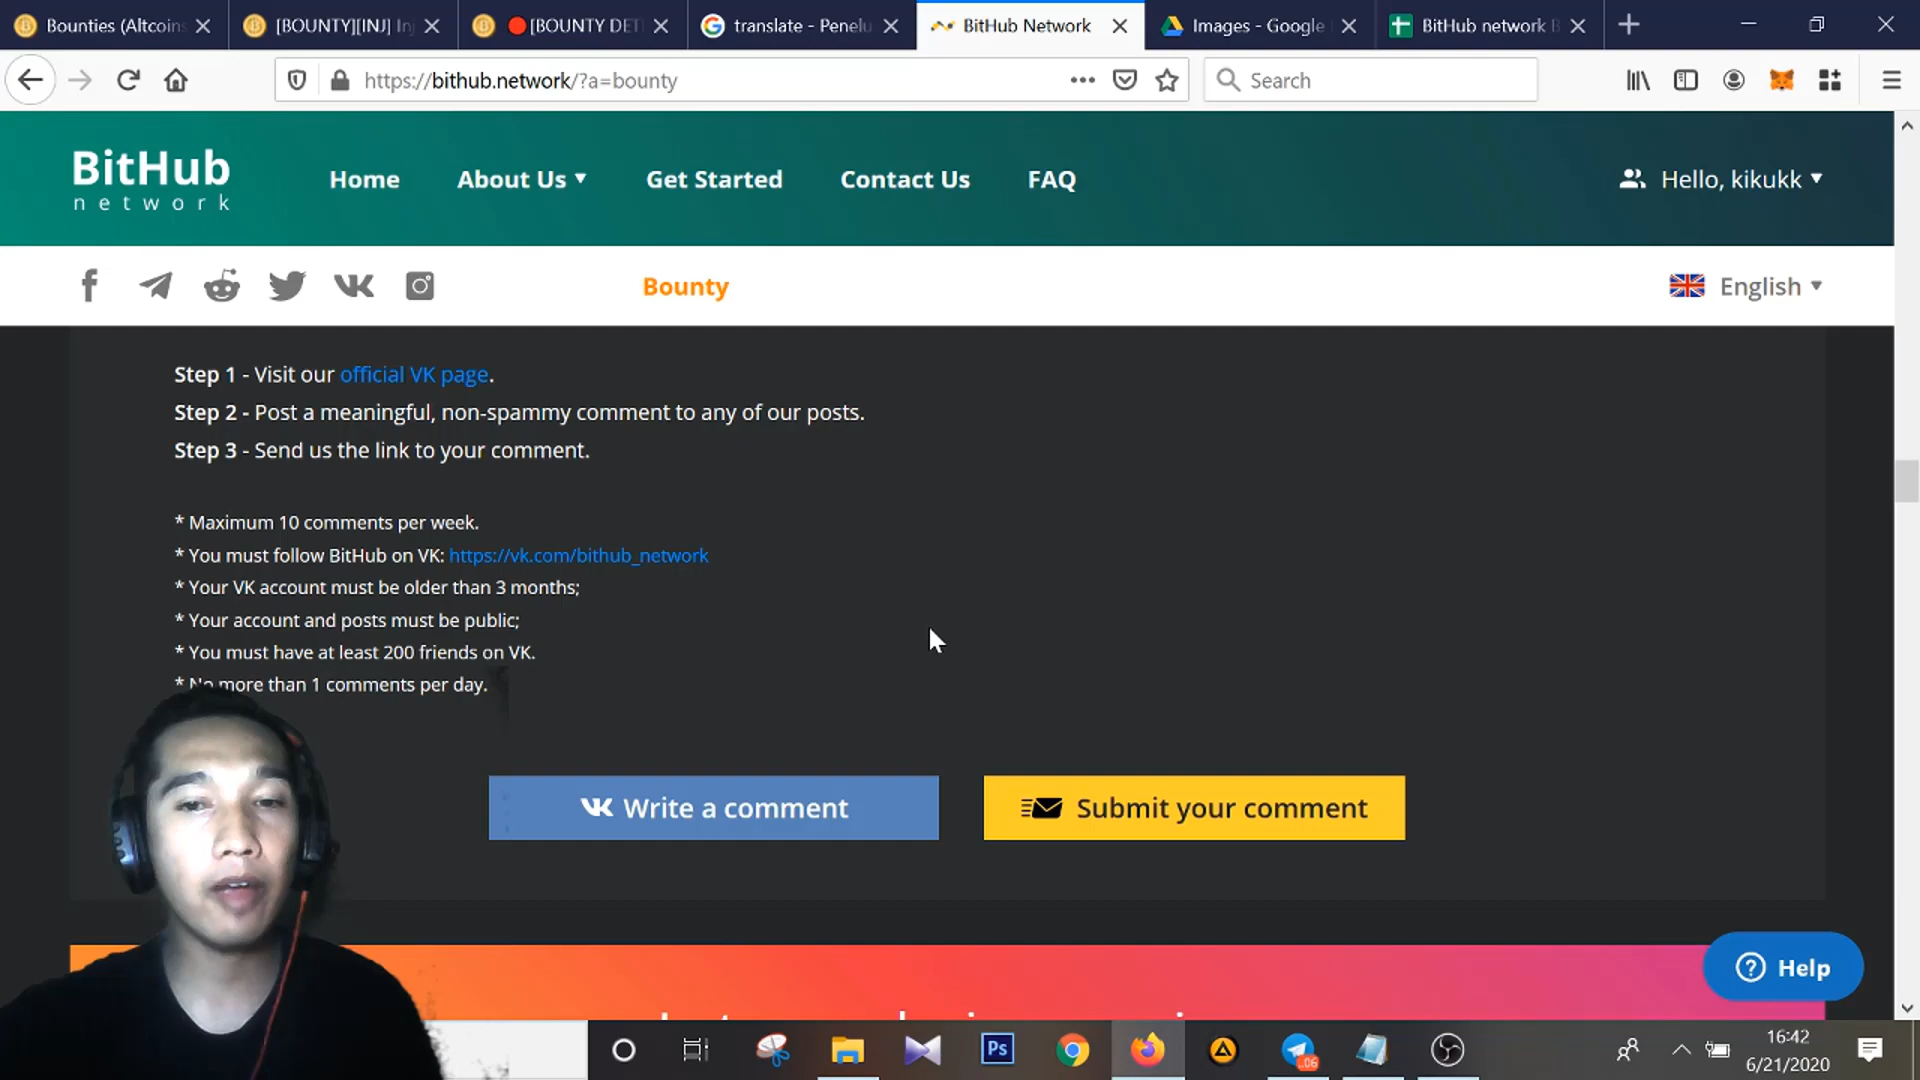 Bounties (Altcoins
[BOUNTY][INJ] Inj
[BOUNTY DET
translate - Penelu
BitHub Network
Images - Google
BitHub network B
https://bithub.network/?a=bounty
Search
BitHub
network
Home
About Us
Get Started
Contact Us
FAQ
Hello, kikukk
Bounty
English
Step 1 - Visit our official VK page.
Step 2 - Post a meaningful, non-spammy comment to any of our posts.
Step 3 - Send us the link to your comment.
* Maximum 10 comments per week.
* You must follow BitHub on VK: https://vk.com/bithub_network
* Your VK account must be older than 3 months;
* Your account and posts must be public;
* You must have at least 200 friends on VK.
* No more than 1 comments per day.
Write a comment
Submit your comment
Help
Ps
16:42
6/21/2020